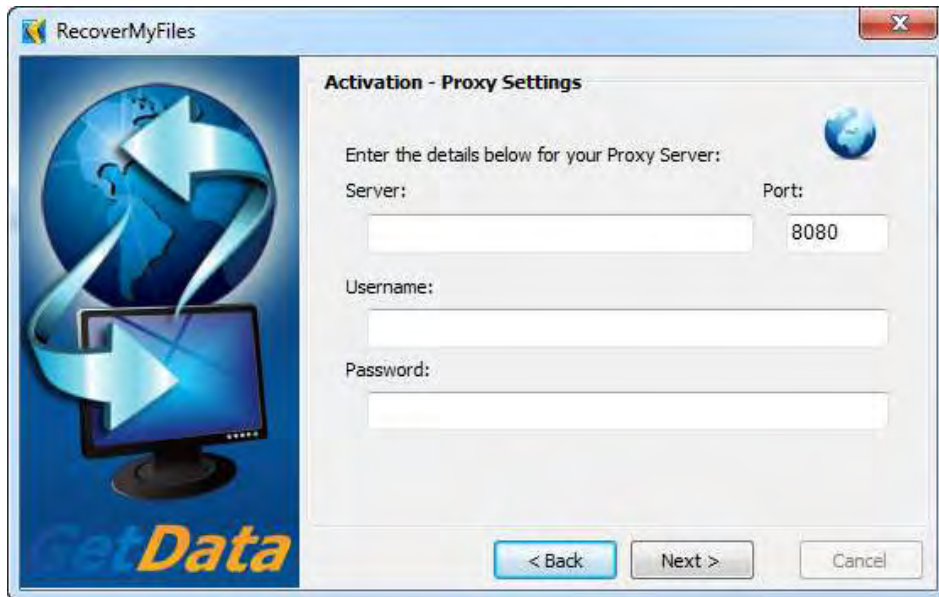 RecoverMyFiles
Activation - Proxy Settings
Enter the details below for your Proxy Server:
Server: Port:
8080
Username:
Password:
GetData
< Back Next > Cancel